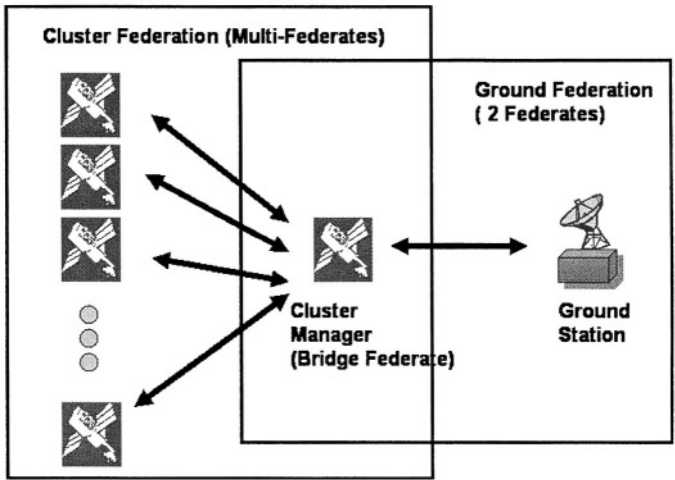 Cluster Federation (Multi-Federates)
Ground Federation
( 2 Federates)
Cluster
Manager
(Bridge Federate)
Ground
Station